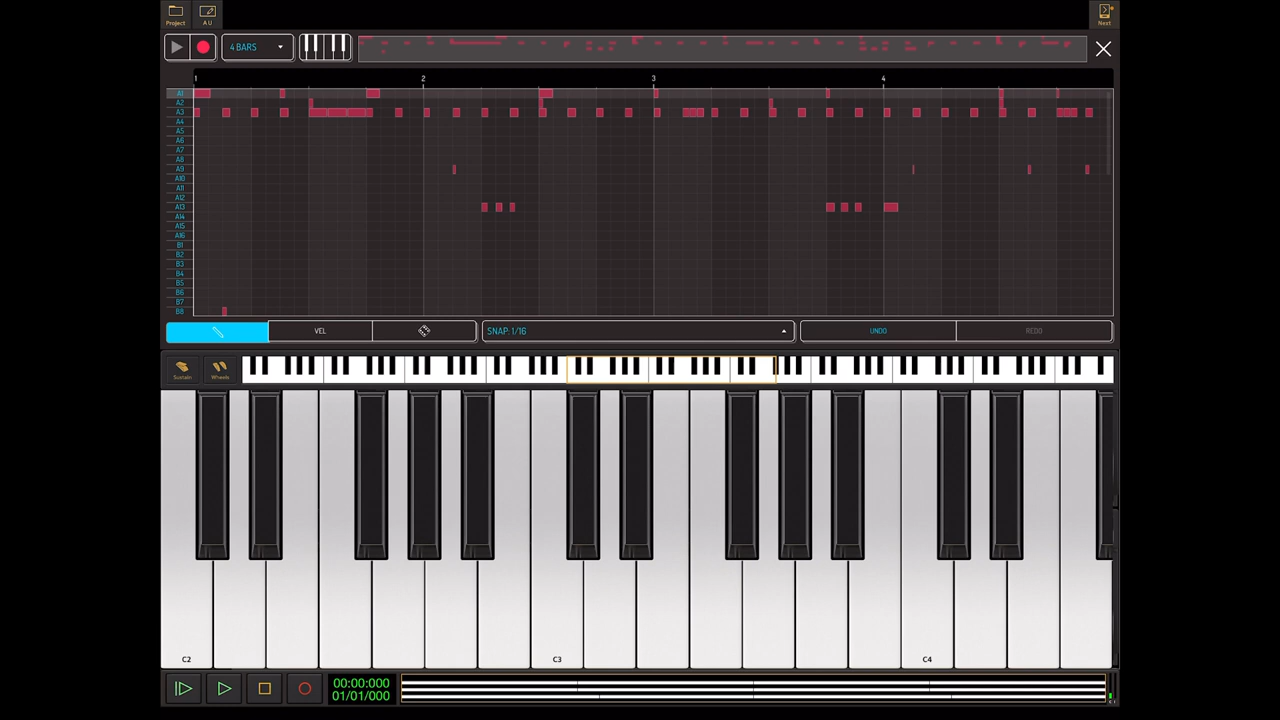 Project
AU
Next
4 BARS
1 2 3 4
A1
A2
A3
A4
A5
A6
A7
A8
A9
A10
A11
A12
A13
A14
A15
A16
B1
B2
B3
B4
B5
B6
B7
B8
VEL
SNAP: 1/16
UNDO
REDO
Sustain
Wheels
C2 C3 C4
00:00:000
01/01/000